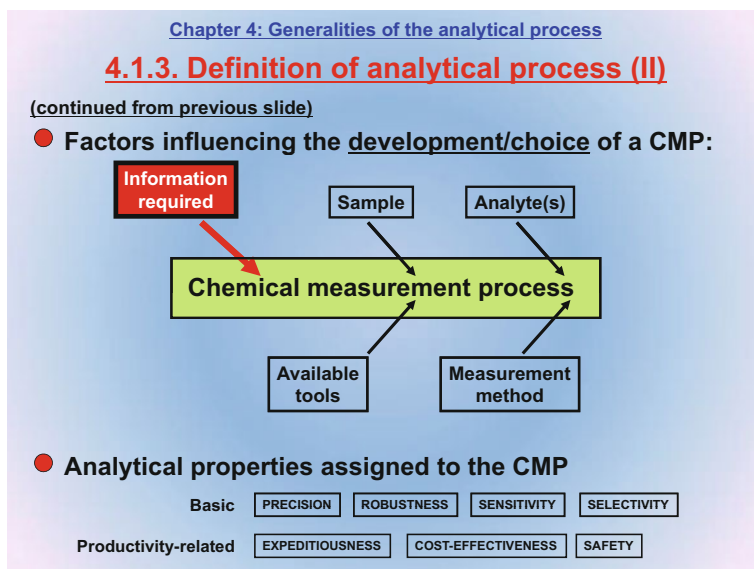 Chapter 4: Generalities of the analytical process
4.1.3. Definition of analytical process (II)
(continued from previous slide)
Factors influencing the development/choice of a CMP:
Information
required
Sample
Analyte(s)
Chemical measurement process
Available
tools
Measurement
method
Analytical properties assigned to the CMP
Basic PRECISION ROBUSTNESS SENSITIVITY SELECTIVITY
Productivity-related EXPEDITIOUSNESS COST-EFFECTIVENESS SAFETY